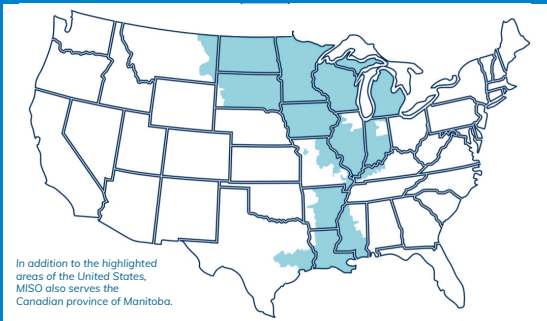 In addition to the highlighted
areas of the United States,
MISO also serves the
Canadian province of Manitoba.